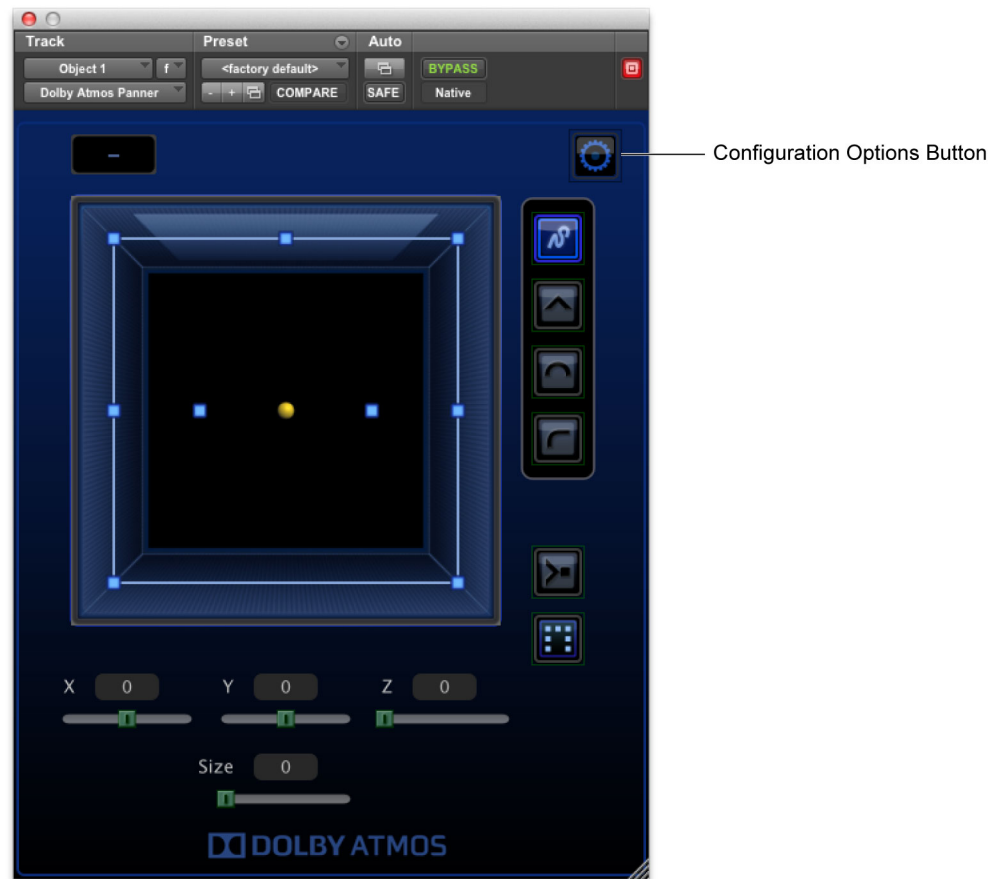 Track Preset Auto
Object 1 f <factory default> BYPASS
Dolby Atmos Panner - + COMPARE SAFE Native
–
Configuration Options Button
X 0 Y 0 Z 0
Size 0
DOLBY ATMOS